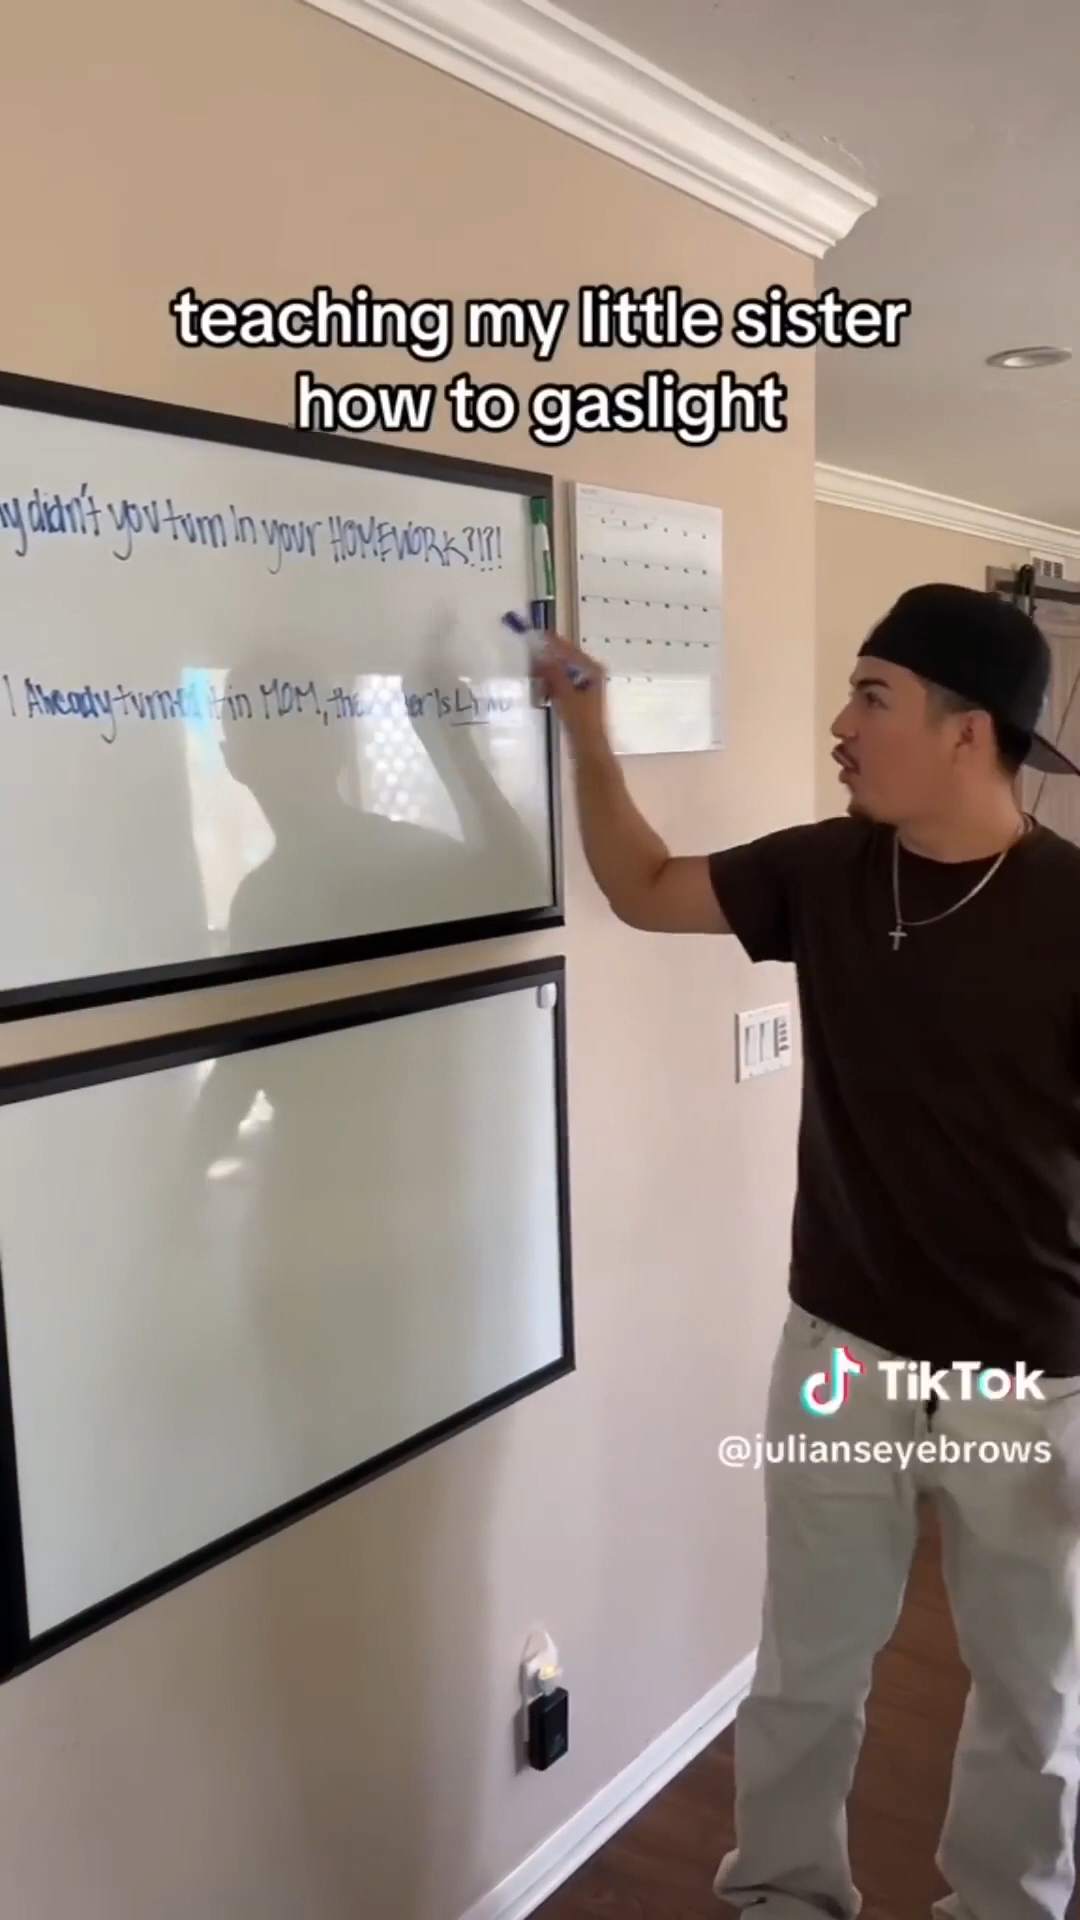 teaching my little sister
how to gaslight
didn't you turn in your HOMEWORK?!?!
I Already turned it in MOM, the is
TikTok
@julianseyebrows